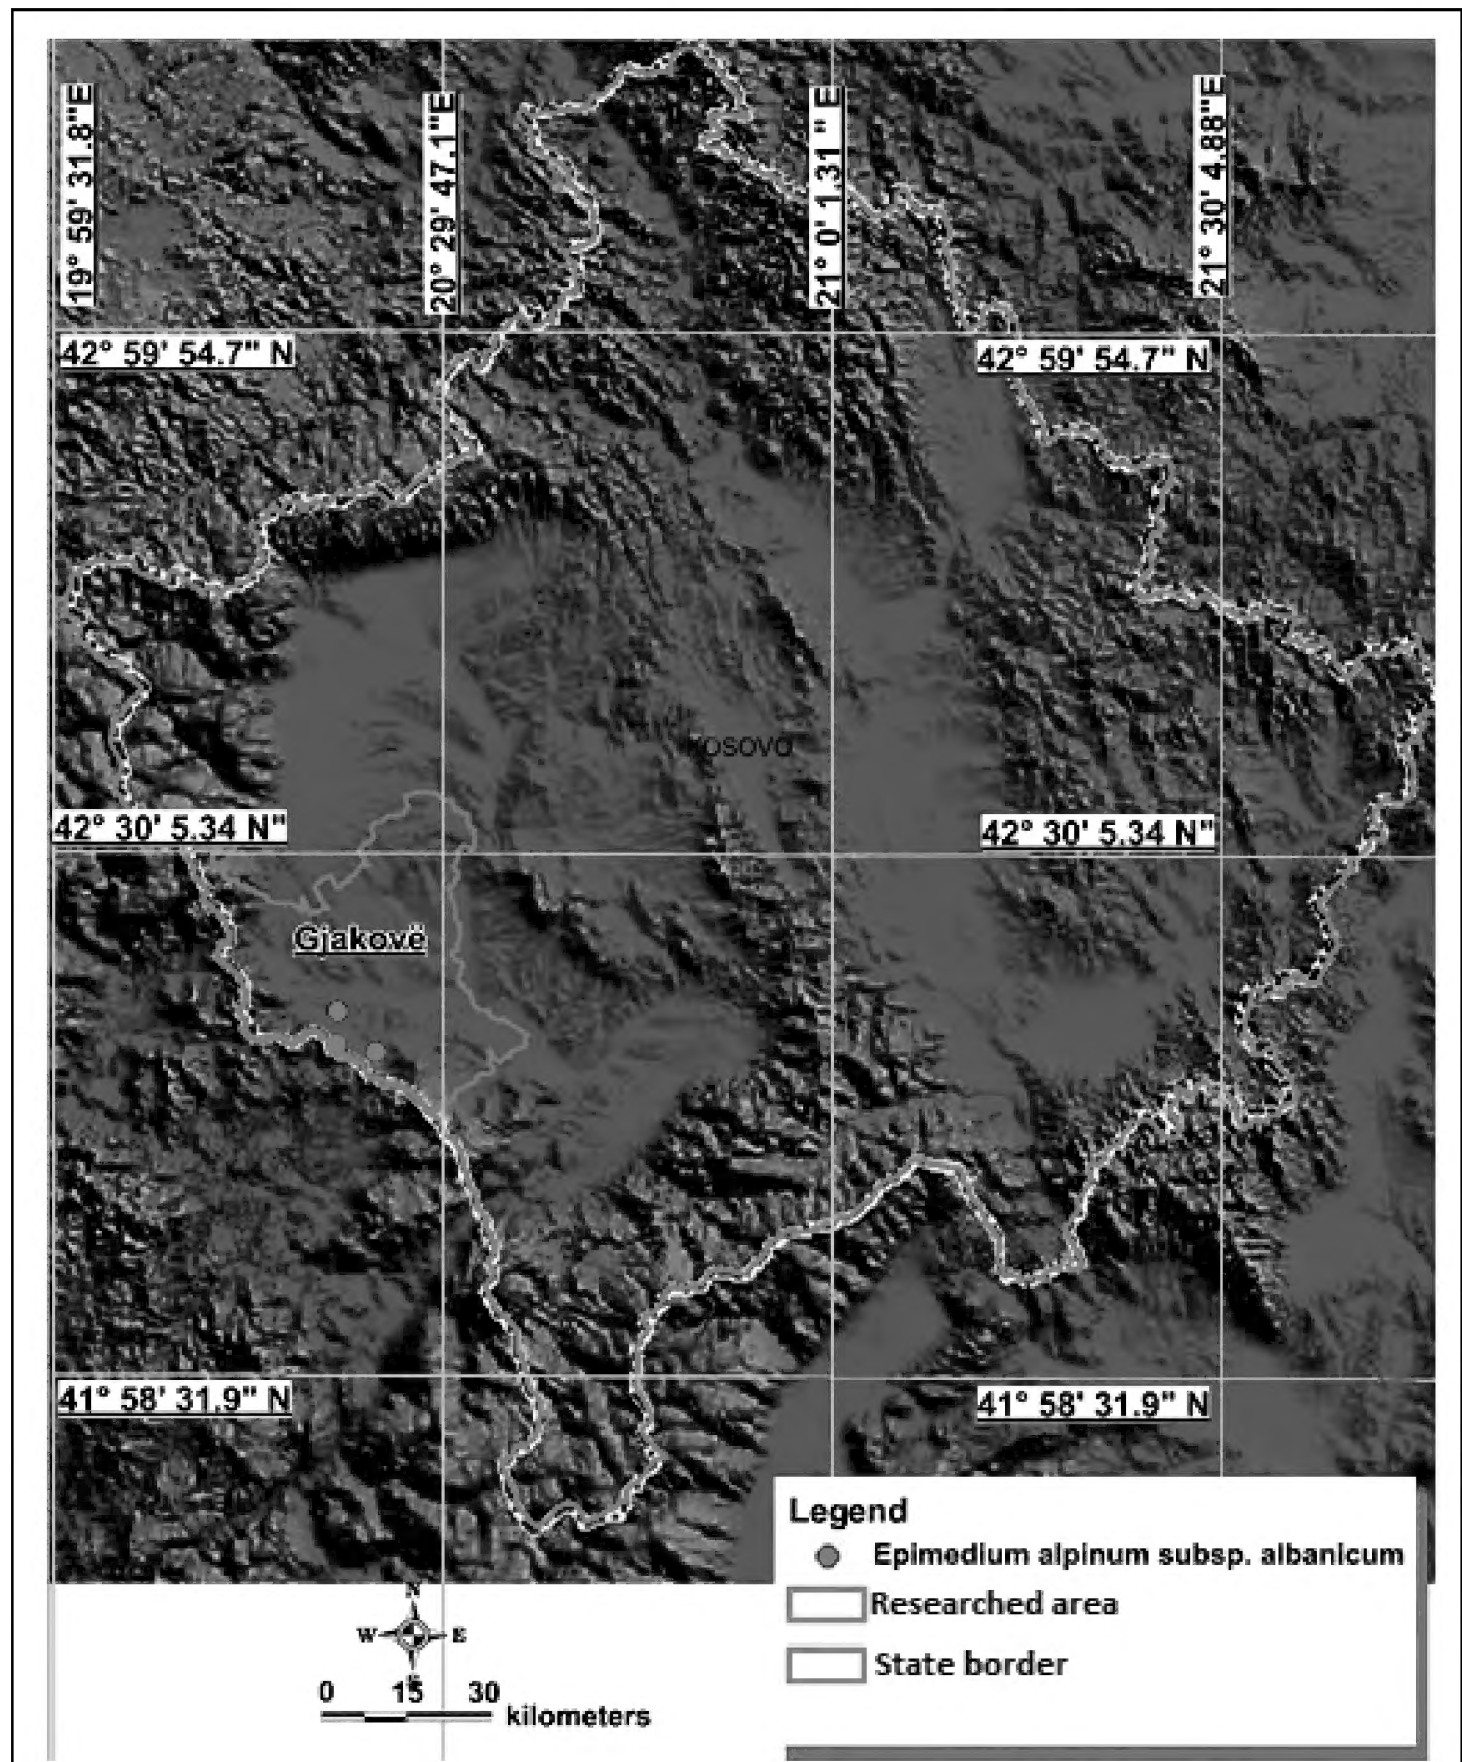 19° 59' 31.8"E
20° 29' 47.1"E
21° 0' 1.31 " E
21° 30' 4.88"E
42° 59' 54.7" N
42° 59' 54.7" N
Kosovo
42° 30' 5.34 N"
42° 30' 5.34 N"
Gjakovë
41° 58' 31.9" N
41° 58' 31.9" N
Legend
Epimedium alpinum subsp. albanicum
Researched area
State border
N
W E
S
0 15 30
kilometers